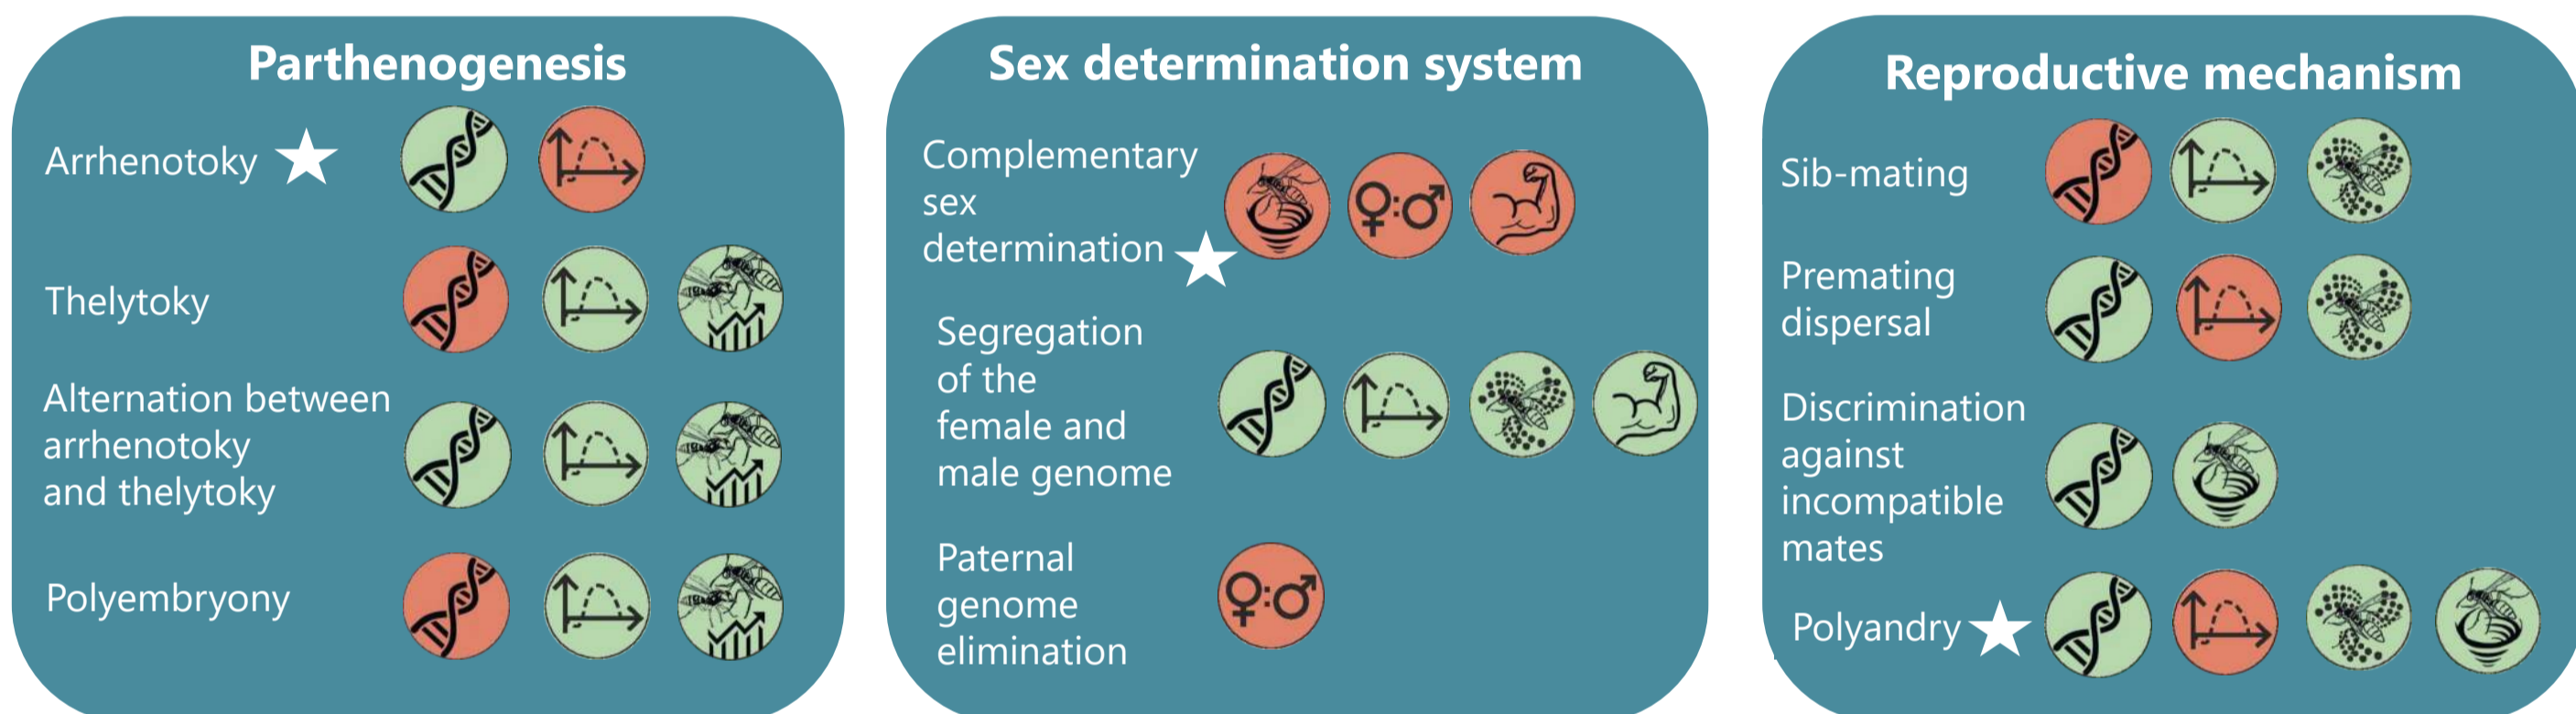 Parthenogenesis
Arrhenotoky
Thelytoky
Alternation between
arrhenotoky
and thelytoky
Polyembryony
Sex determination system
Complementary
sex
determination
Segregation
of the
female and
male genome
Paternal
genome
elimination
Reproductive mechanism
Sib-mating
Premating
dispersal
Discrimination
against
incompatible
mates
Polyandry